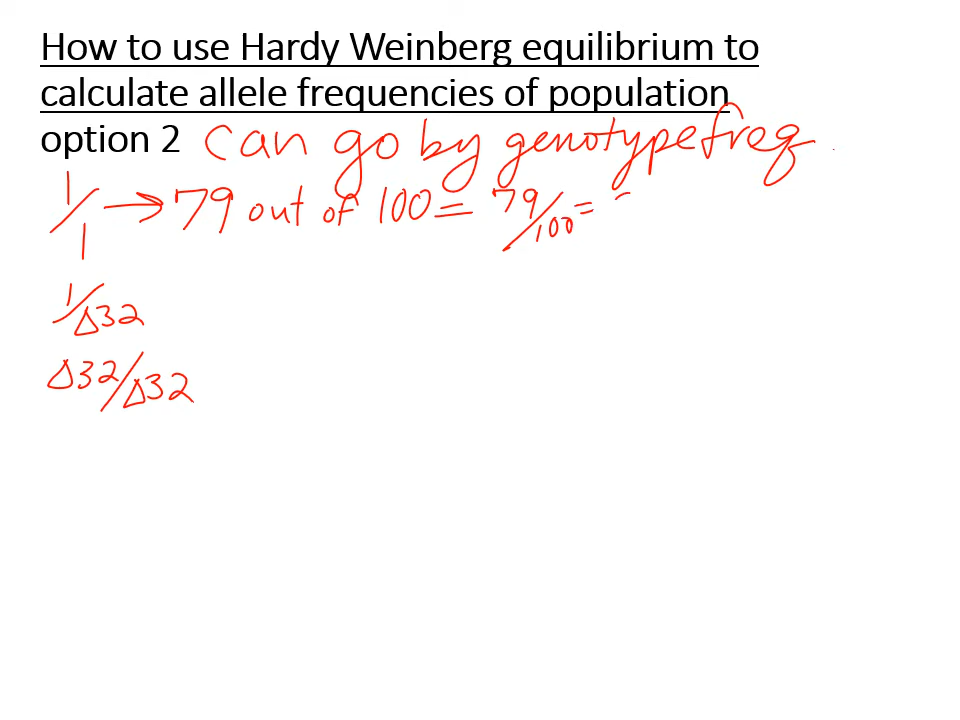 How to use Hardy Weinberg equilibrium to
calculate allele frequencies of population
option 2 can go by genotype freq
1/1 → 79 out of 100 = 79/100 =
1/Δ32
Δ32/Δ32